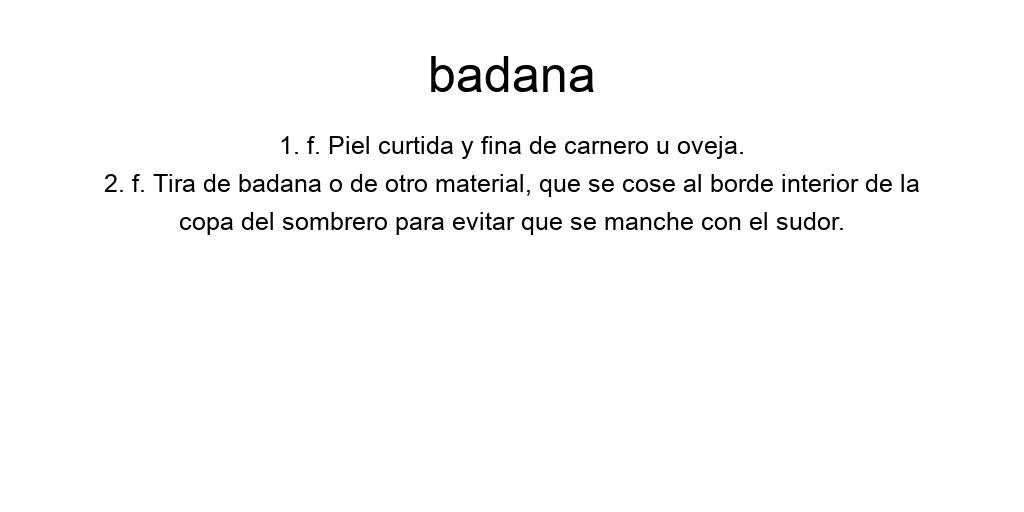 badana
1. f. Piel curtida y fina de carnero u oveja.
2. f. Tira de badana o de otro material, que se cose al borde interior de la
copa del sombrero para evitar que se manche con el sudor.